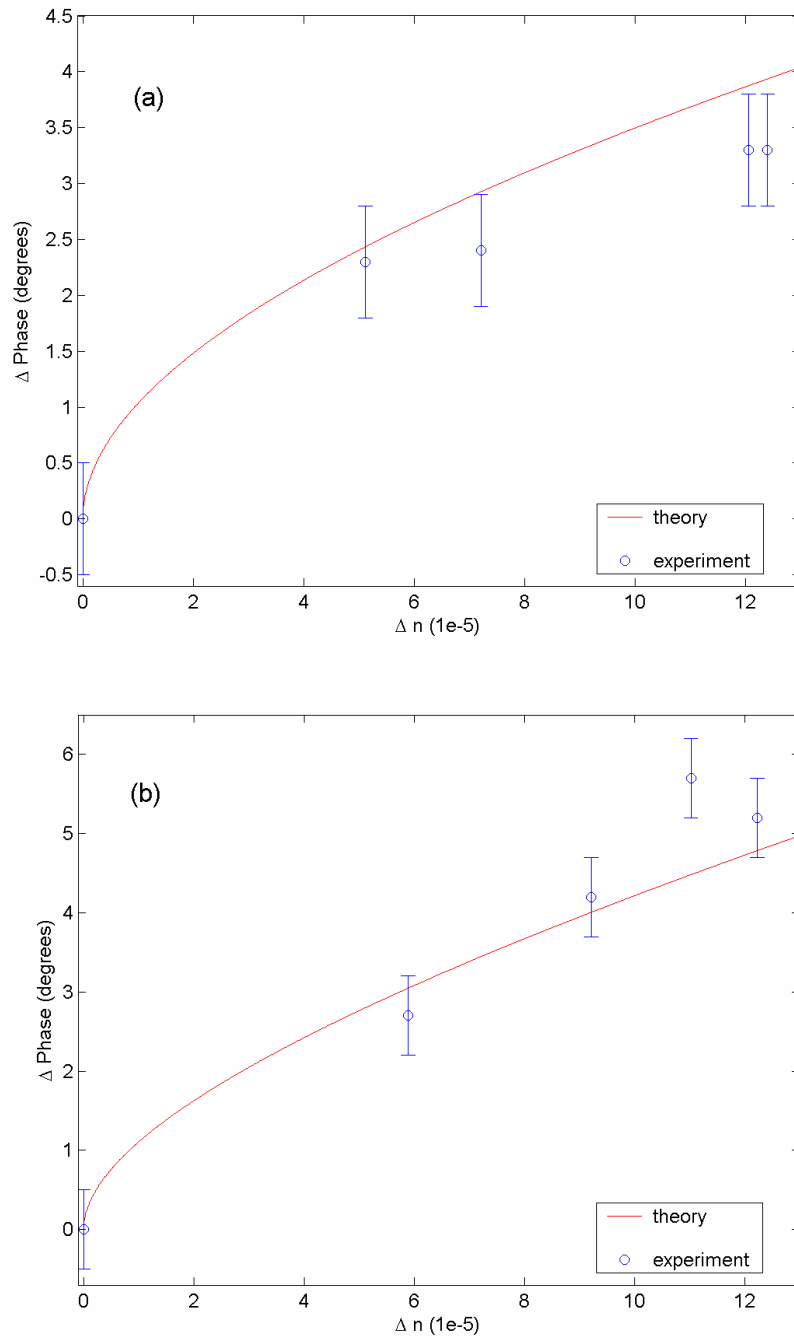 4.5
4
3.5
3
2.5
2
1.5
1
0.5
0
-0.5
Δ Phase (degrees)
(a)
theory
experiment
0 2 4 6 8 10 12
Δ n (1e-5)
6
5
4
3
2
1
0
Δ Phase (degrees)
(b)
theory
experiment
0 2 4 6 8 10 12
Δ n (1e-5)